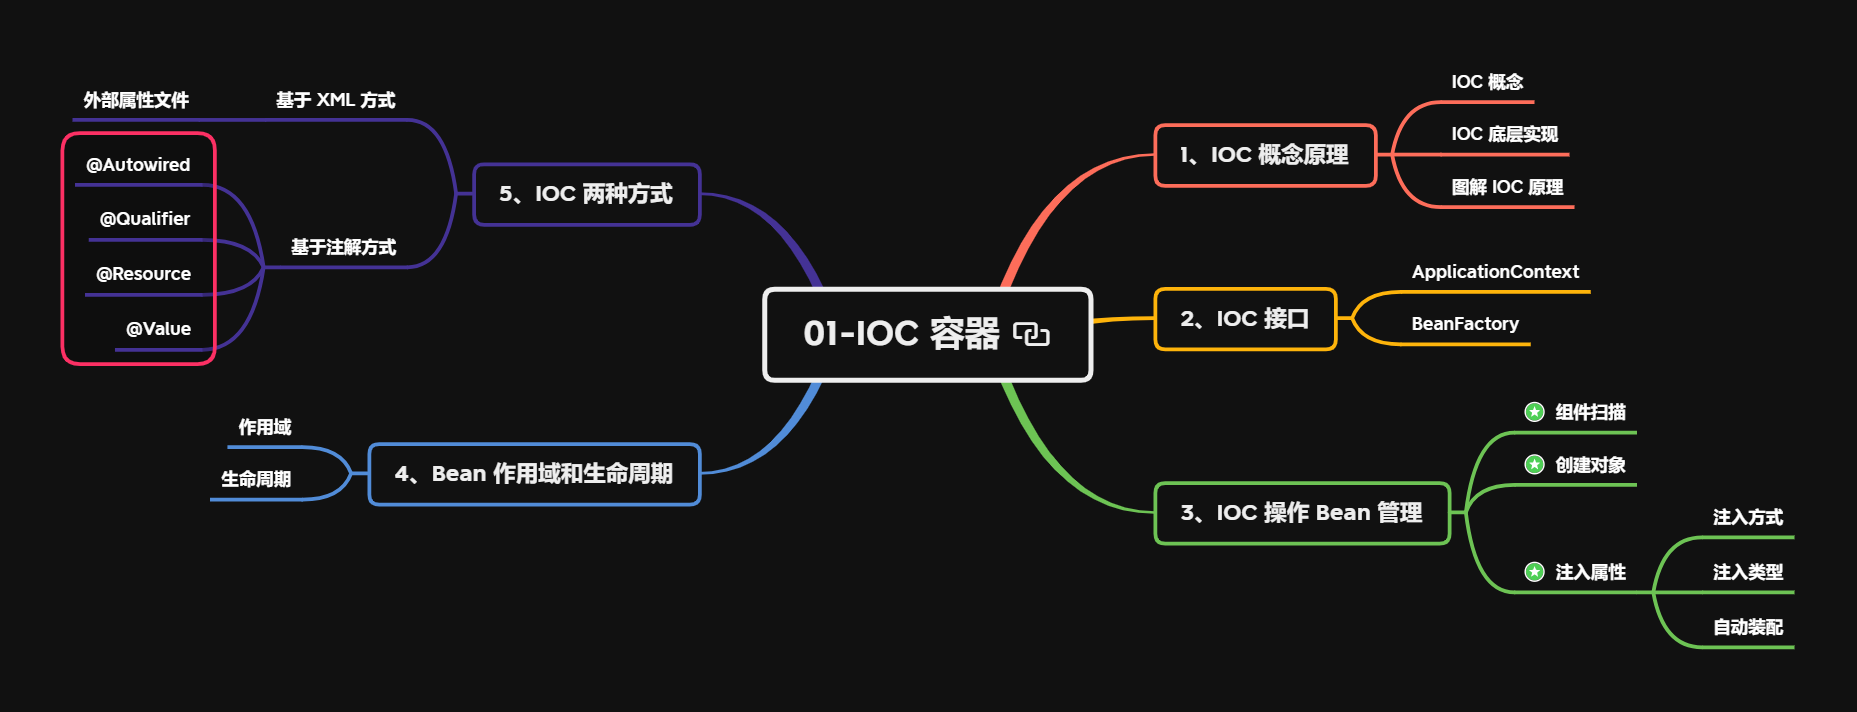 01-IOC 容器
1、IOC 概念原理
IOC 概念
IOC 底层实现
图解 IOC 原理
2、IOC 接口
ApplicationContext
BeanFactory
3、IOC 操作 Bean 管理
组件扫描
创建对象
注入属性
注入方式
注入类型
自动装配
4、Bean 作用域和生命周期
作用域
生命周期
5、IOC 两种方式
基于 XML 方式
外部属性文件
基于注解方式
@Autowired
@Qualifier
@Resource
@Value